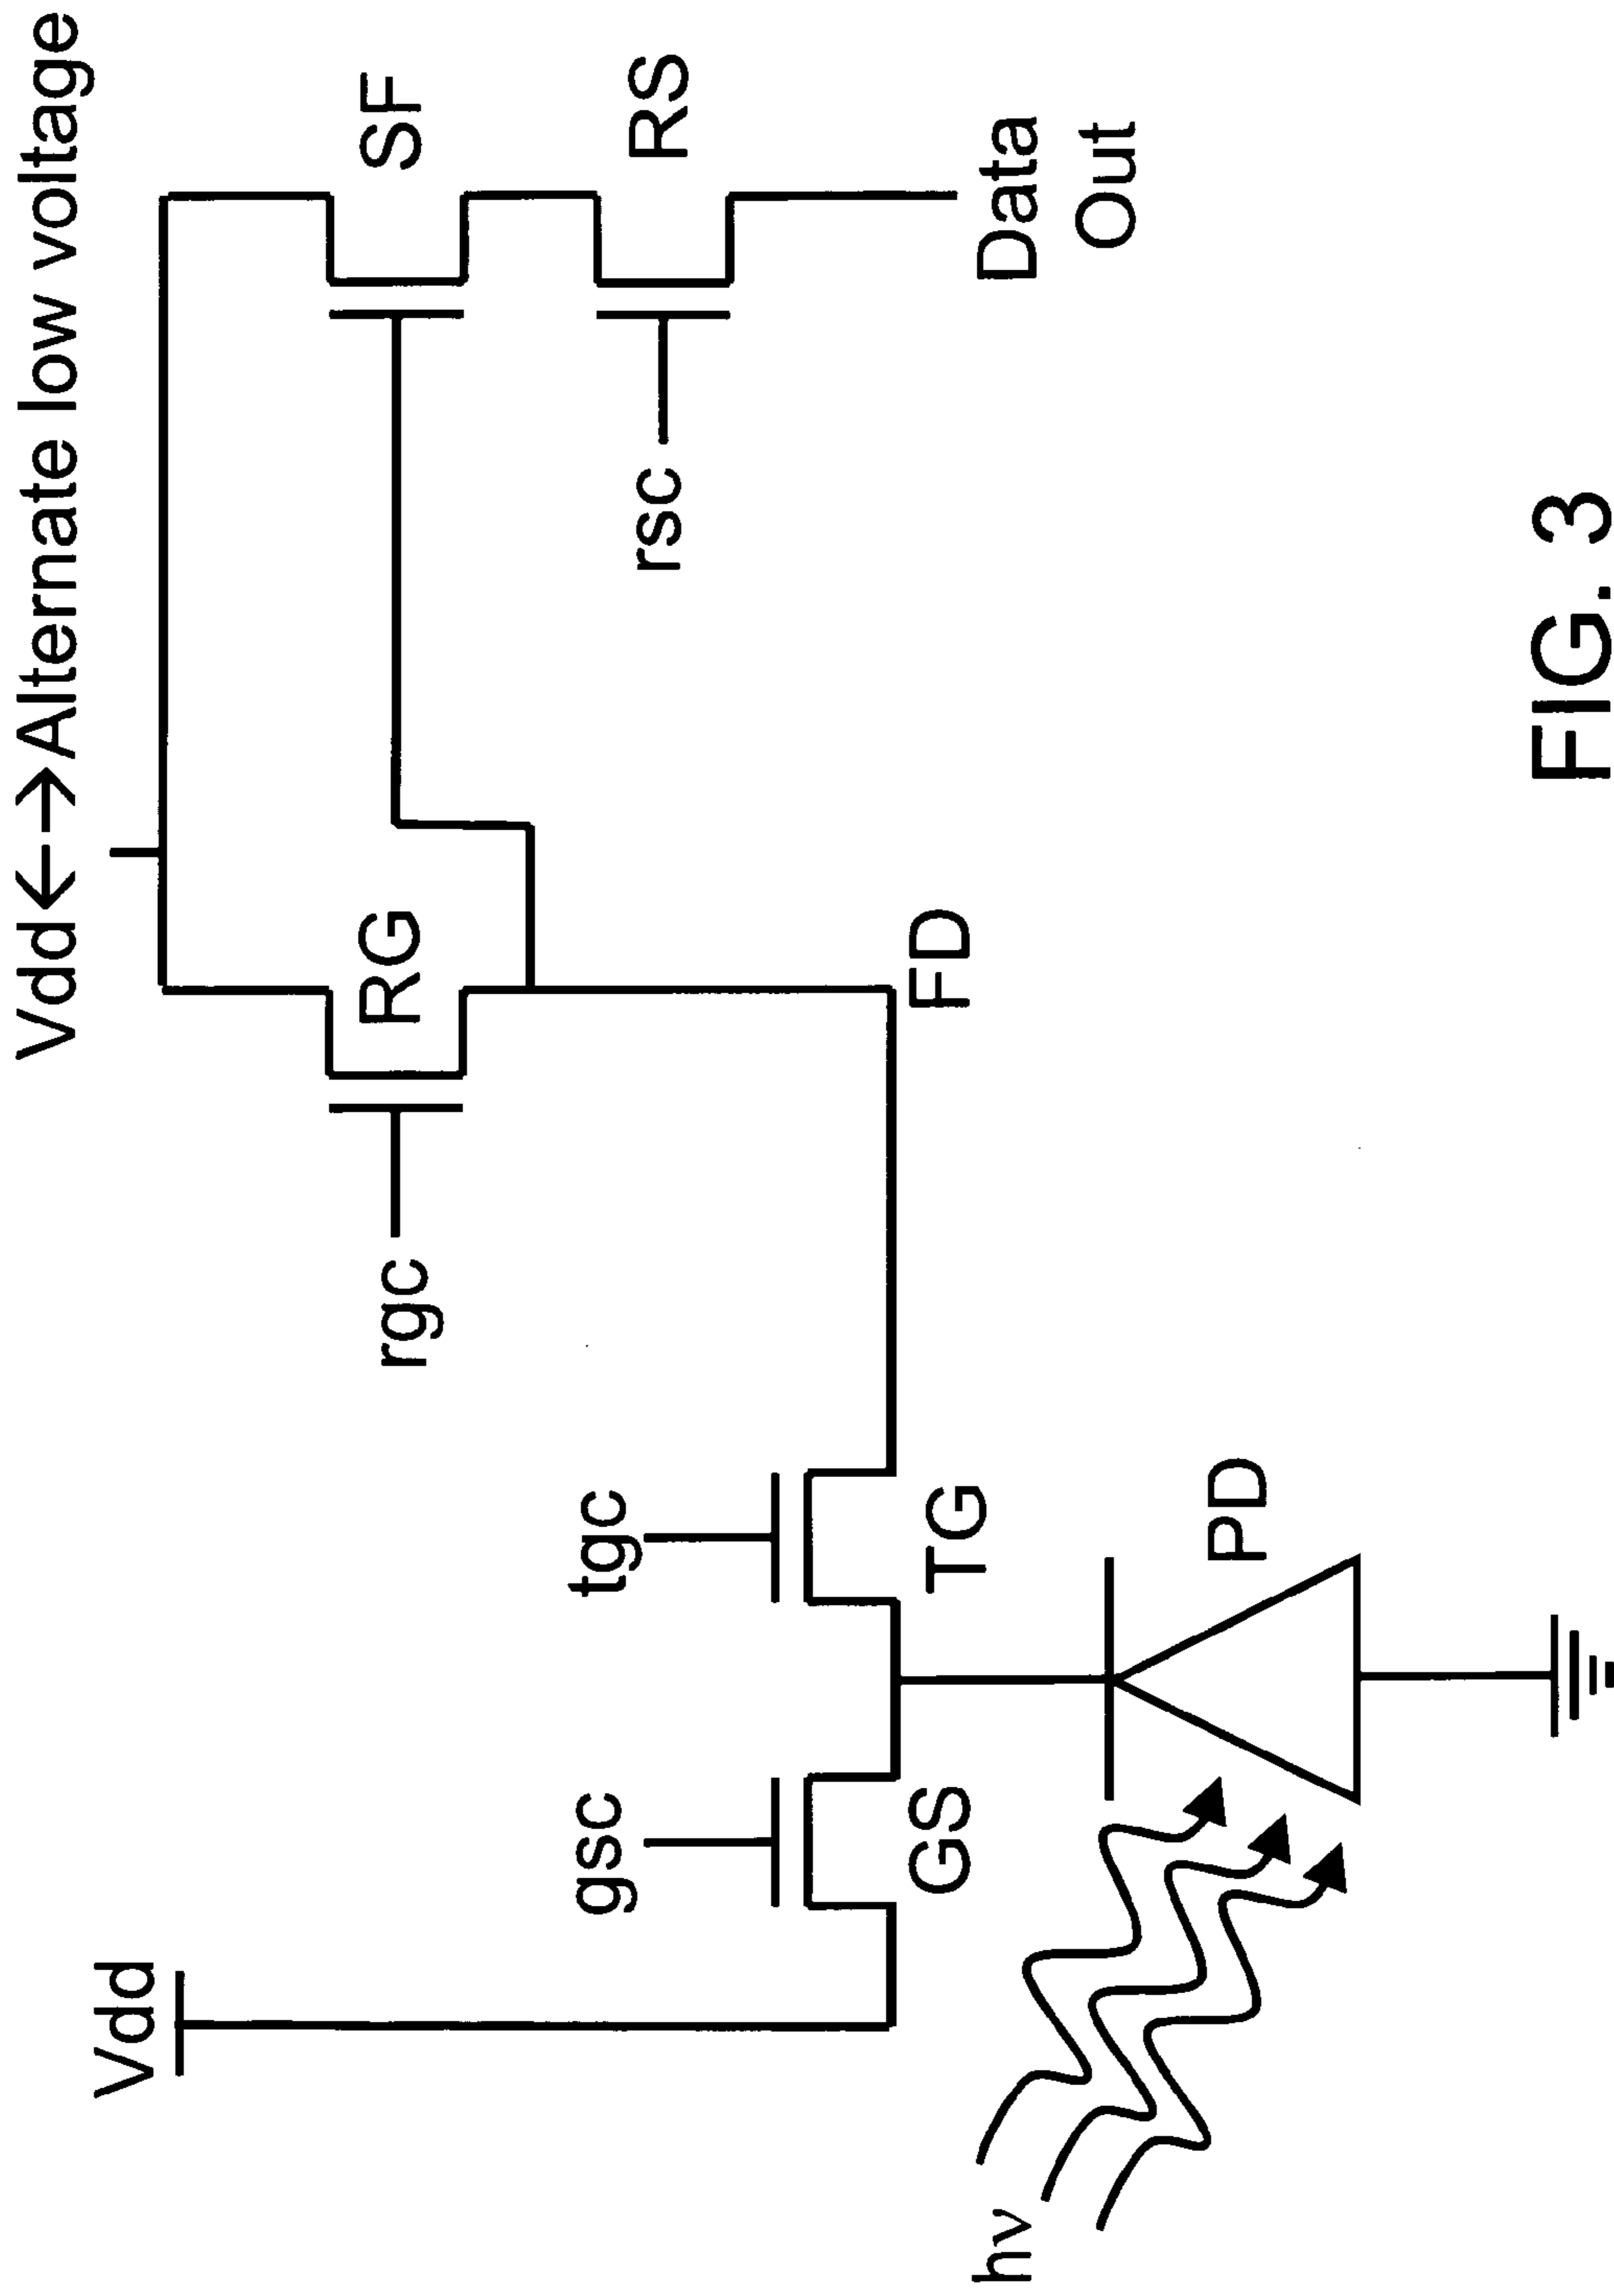 Vdd←→Alternate low voltage
Vdd
RG
SF
rgc
RS
rsc
tgc
gsc
FD
Data
Out
TG
GS
PD
hν
FIG. 3